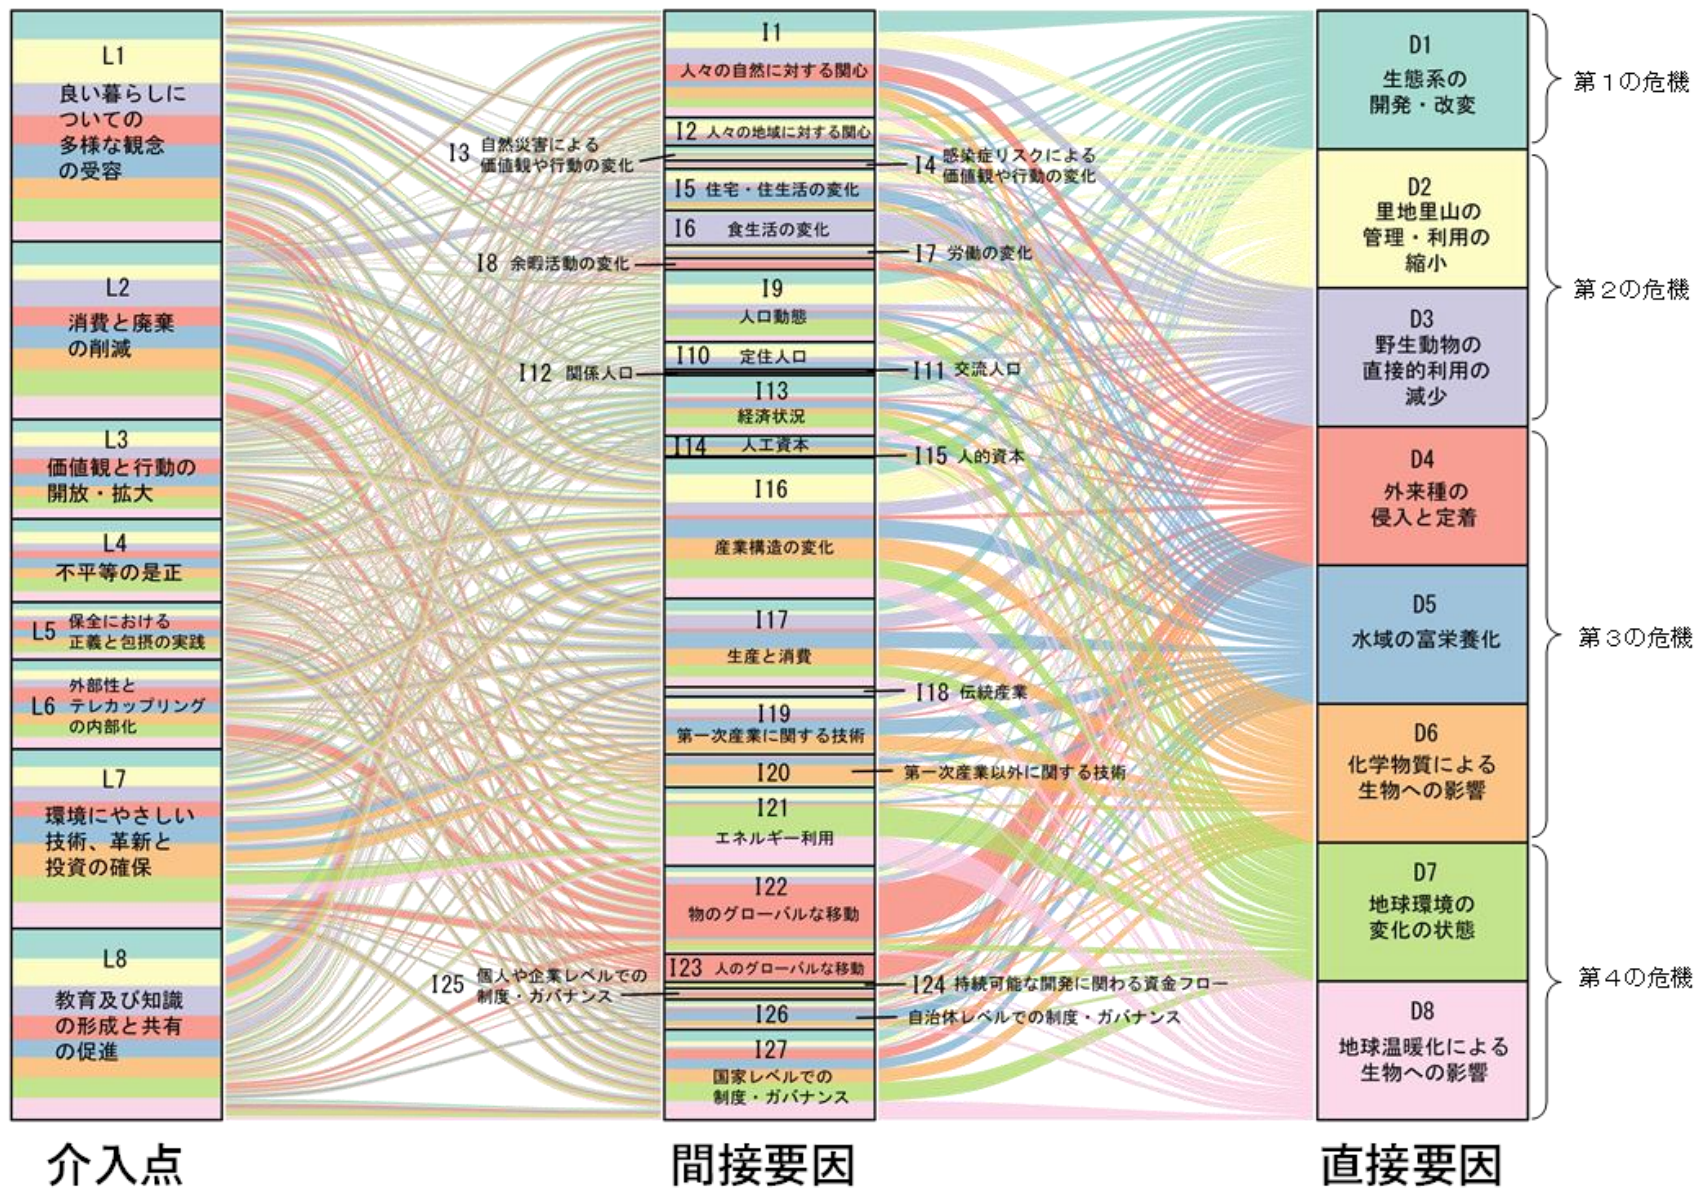 L1
良い暮らしに
ついての
多様な観念
の受容
L2
消費と廃棄
の削減
L3
価値観と行動の
開放・拡大
L4
不平等の是正
L5 保全における
正義と包摂の実践
L6 外部性と
テレカップリング
の内部化
L7
環境にやさしい
技術、革新と
投資の確保
L8
教育及び知識
の形成と共有
の促進
介入点
I1
人々の自然に対する関心
I2 人々の地域に対する関心
I3 自然災害による
価値観や行動の変化
I4 感染症リスクによる
価値観や行動の変化
I5 住宅・住生活の変化
I6 食生活の変化
I7 労働の変化
I8 余暇活動の変化
I9
人口動態
I10 定住人口
I11 交流人口
I12 関係人口
I13
経済状況
I14 人工資本
I15 人的資本
I16
産業構造の変化
I17
生産と消費
I18 伝統産業
I19
第一次産業に関する技術
I20 第一次産業以外に関する技術
I21
エネルギー利用
I22
物のグローバルな移動
I23 人のグローバルな移動
I24 持続可能な開発に関わる資金フロー
I25 個人や企業レベルでの
制度・ガバナンス
I26 自治体レベルでの制度・ガバナンス
I27
国家レベルでの
制度・ガバナンス
間接要因
D1
生態系の
開発・改変
D2
里地里山の
管理・利用の
縮小
D3
野生動物の
直接的利用の
減少
D4
外来種の
侵入と定着
D5
水域の富栄養化
D6
化学物質による
生物への影響
D7
地球環境の
変化の状態
D8
地球温暖化による
生物への影響
直接要因
第１の危機
第２の危機
第３の危機
第４の危機